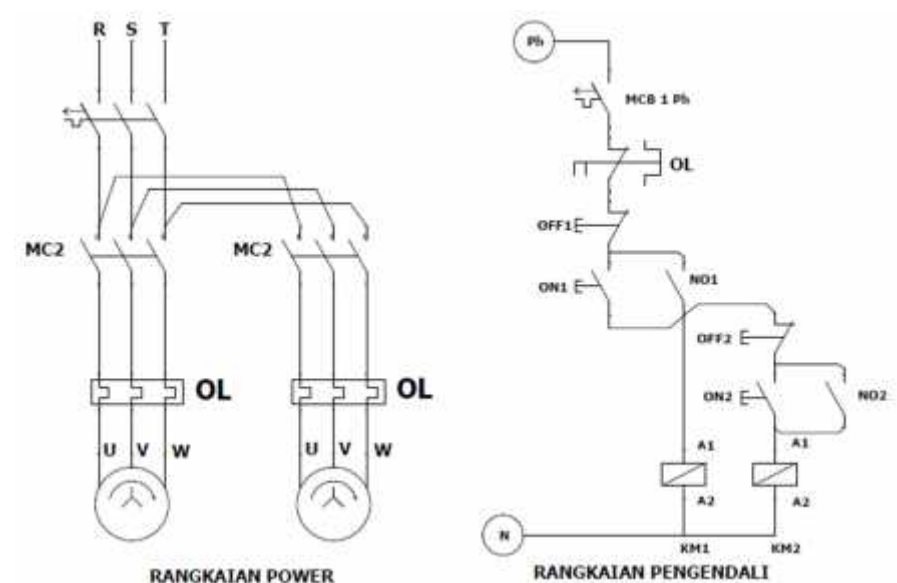 R S T
MC2
MC2
OL
OL
U V W
U V W
RANGKAIAN POWER
Ph
MCB 1 Ph
OL
OFF1
ON1
NO1
OFF2
ON2
NO2
A1
A1
A2
A2
N
KM1
KM2
RANGKAIAN PENGENDALI